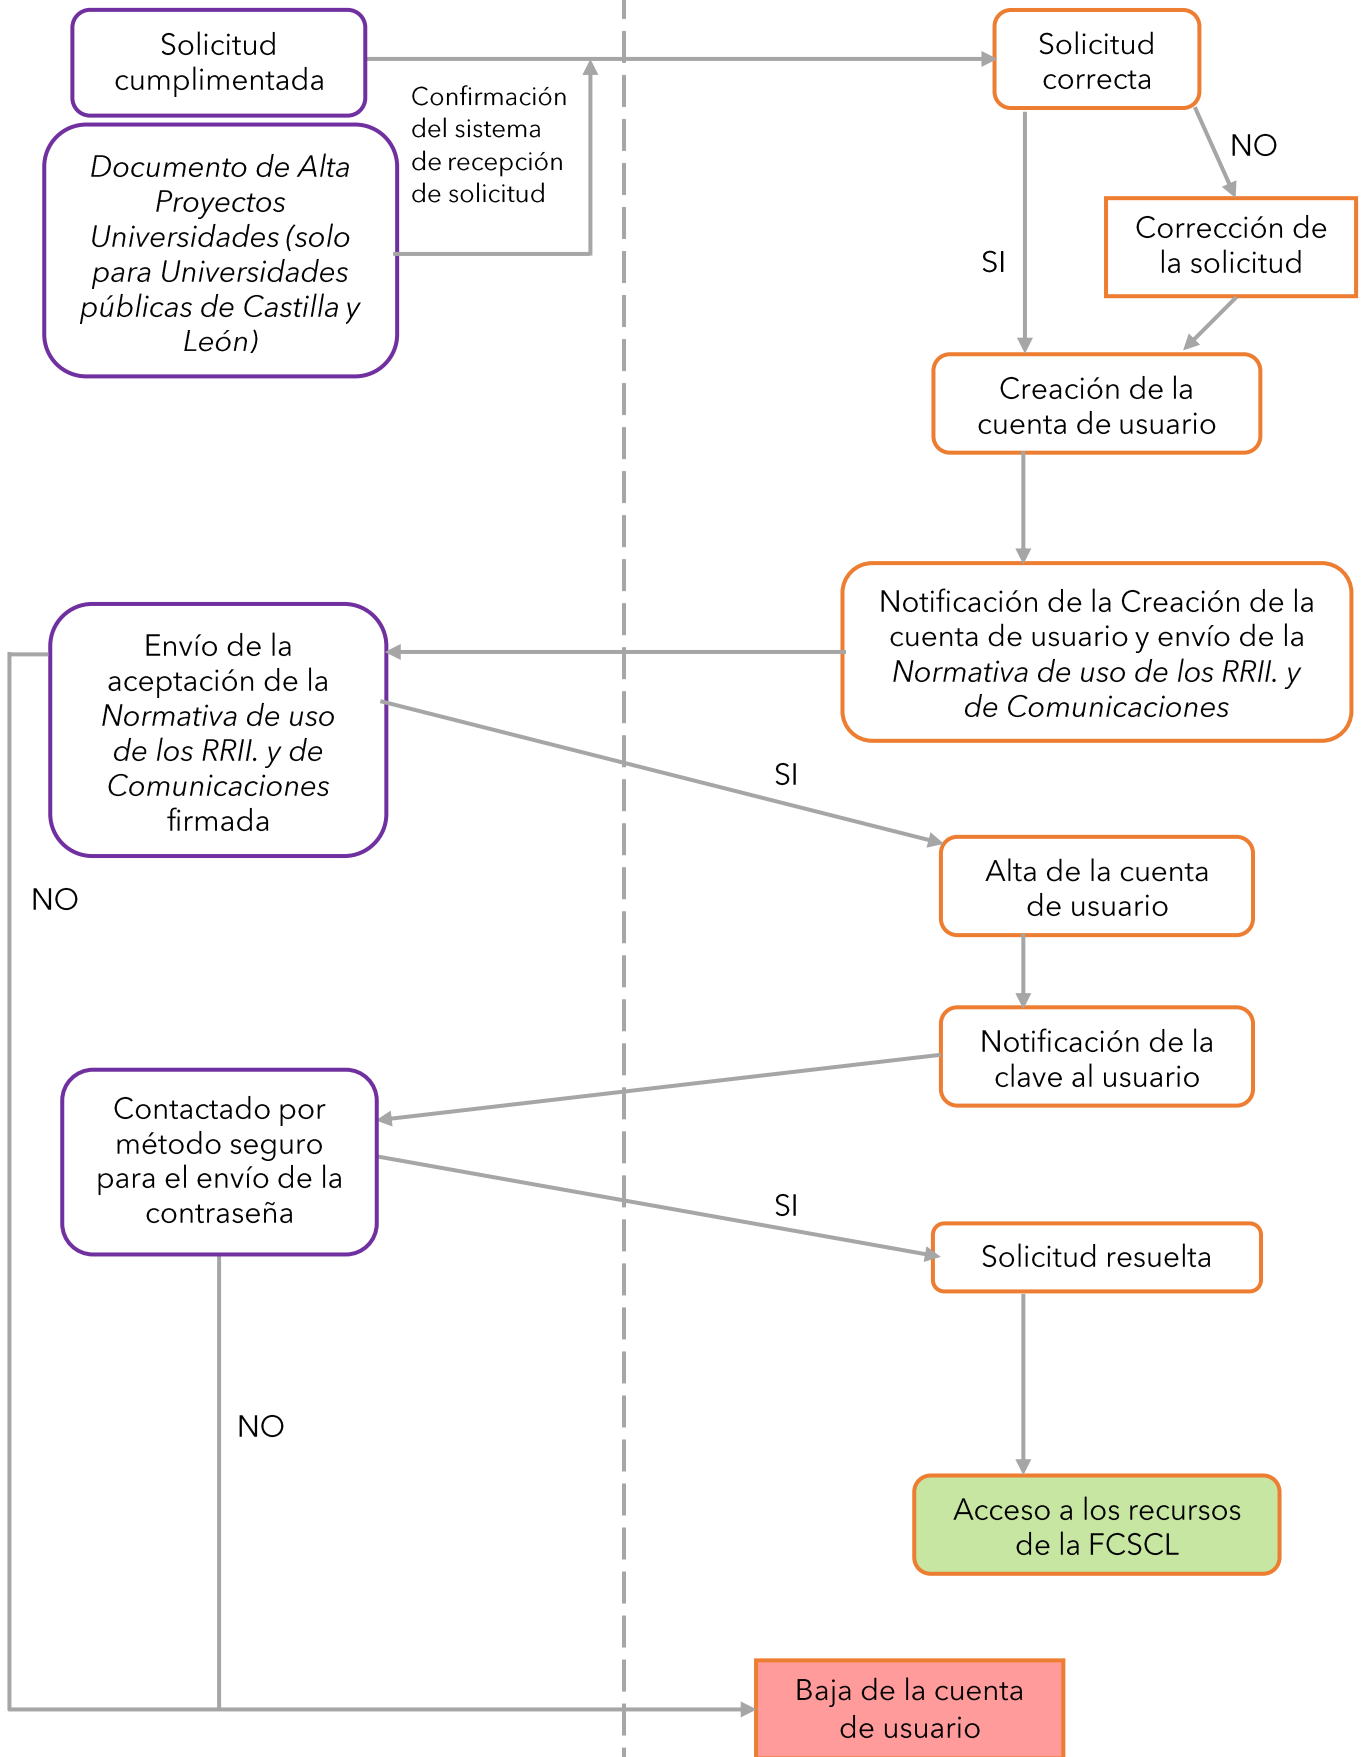 Solicitud
cumplimentada
Solicitud
correcta
Confirmación
del sistema
de recepción
de solicitud
Documento de Alta
Proyectos
Universidades (solo
para Universidades
públicas de Castilla y
León)
NO
Corrección de
la solicitud
SI
Creación de la
cuenta de usuario
Notificación de la Creación de la
cuenta de usuario y envío de la
Normativa de uso de los RRII. y
de Comunicaciones
Envío de la
aceptación de la
Normativa de uso
de los RRII. y de
Comunicaciones
firmada
SI
NO
Alta de la cuenta
de usuario
Notificación de la
clave al usuario
Contactado por
método seguro
para el envío de la
contraseña
SI
Solicitud resuelta
NO
Acceso a los recursos
de la FCSCL
Baja de la cuenta
de usuario